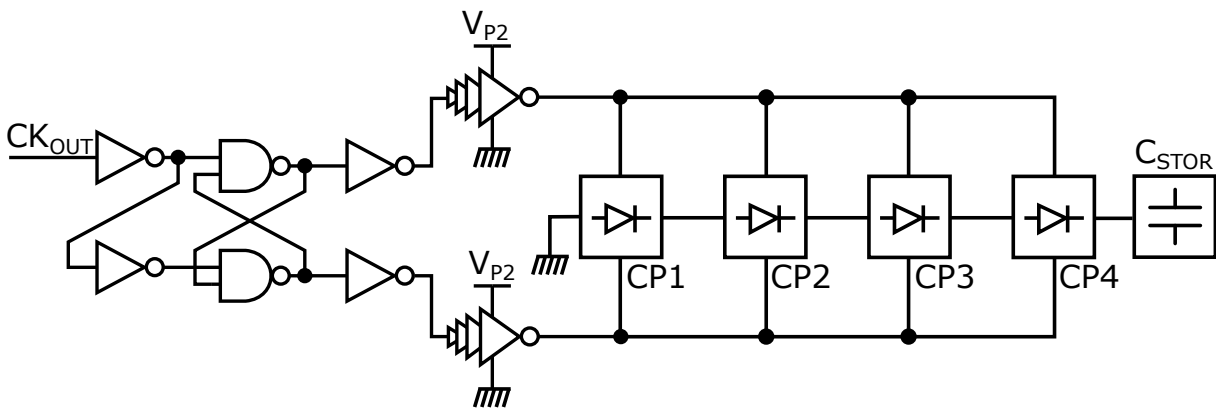 V_P2
CK_OUT
C_STOR
V_P2
CP1
CP2
CP3
CP4